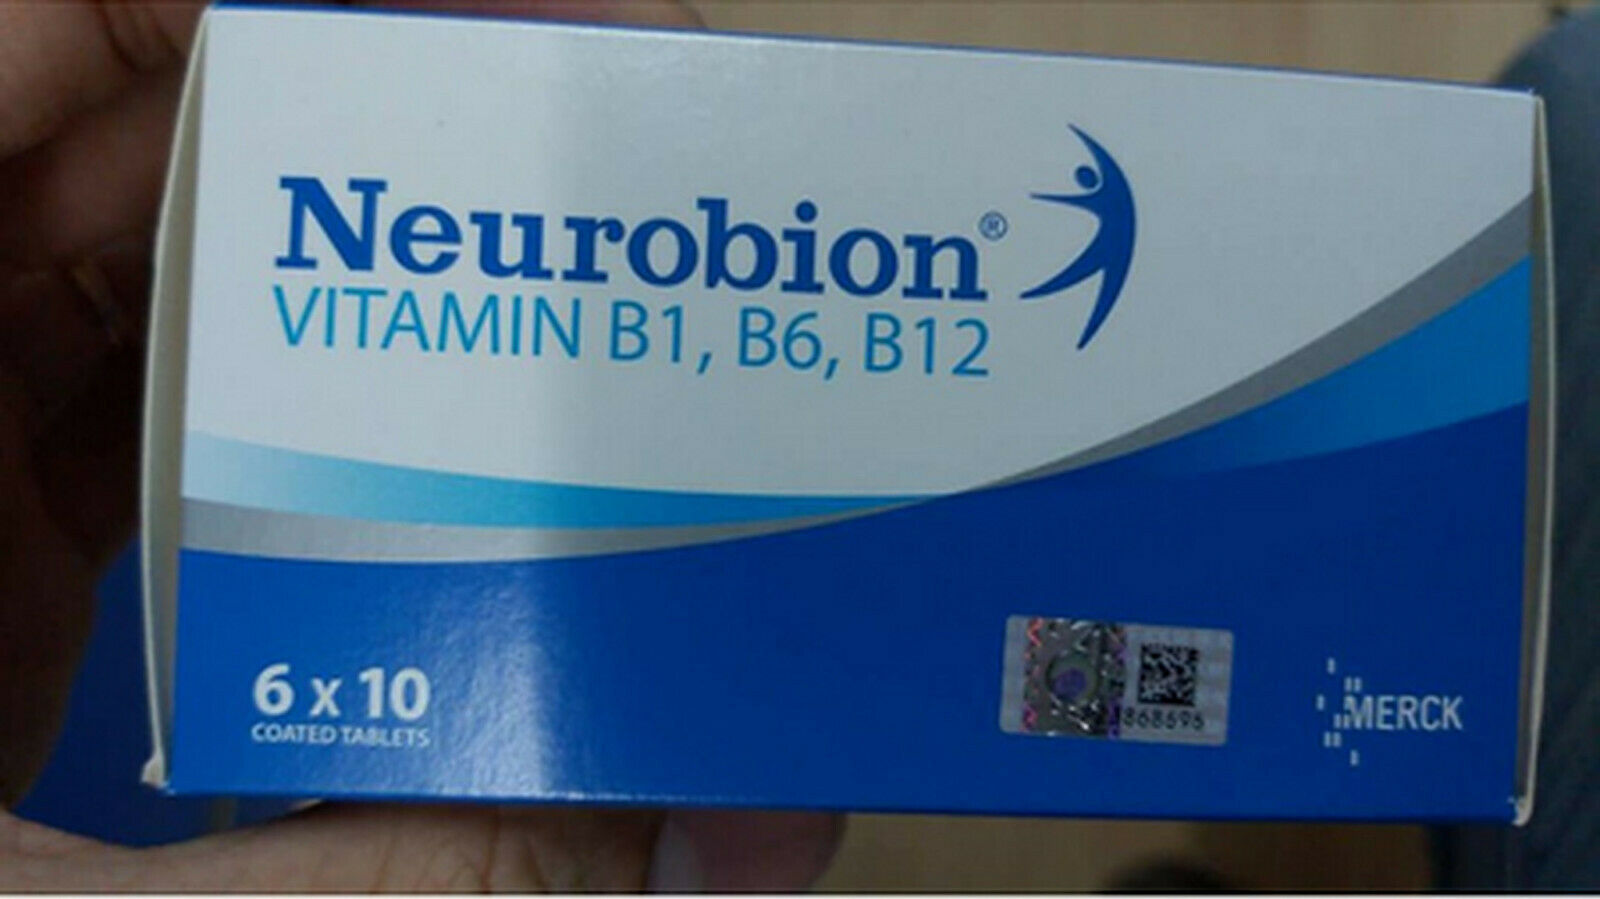 Neurobion®
VITAMIN B1, B6, B12
6 x 10
COATED TABLETS
MERCK